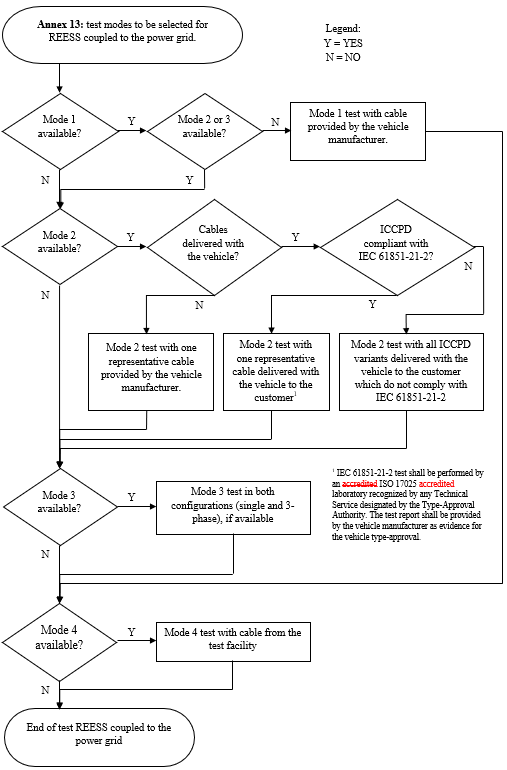 Annex 13: test modes to be selected for
REESS coupled to the power grid.
Legend:
Y = YES
N = NO
Mode 1
available?
Y
Mode 2 or 3
available?
N
Mode 1 test with cable
provided by the vehicle
manufacturer.
N
Y
Mode 2
available?
Y
Cables
delivered with
the vehicle?
Y
ICCPD
compliant with
IEC 61851-21-2?
N
N
N
Y
Mode 2 test with one
representative cable
provided by the vehicle
manufacturer.
Mode 2 test with
one representative
cable delivered with
the vehicle to the
customer¹
Mode 2 test with all ICCPD
variants delivered with the
vehicle to the customer
which do not comply with
IEC 61851-21-2
Mode 3
available?
Y
Mode 3 test in both
configurations (single and 3-
phase), if available
N
¹ IEC 61851-21-2 test shall be performed by
an accredited ISO 17025 accredited
laboratory recognized by any Technical
Service designated by the Type-Approval
Authority. The test report shall be provided
by the vehicle manufacturer as evidence for
the vehicle type-approval.
Mode 4
available?
Y
Mode 4 test with cable from the
test facility
N
End of test REESS coupled to the
power grid